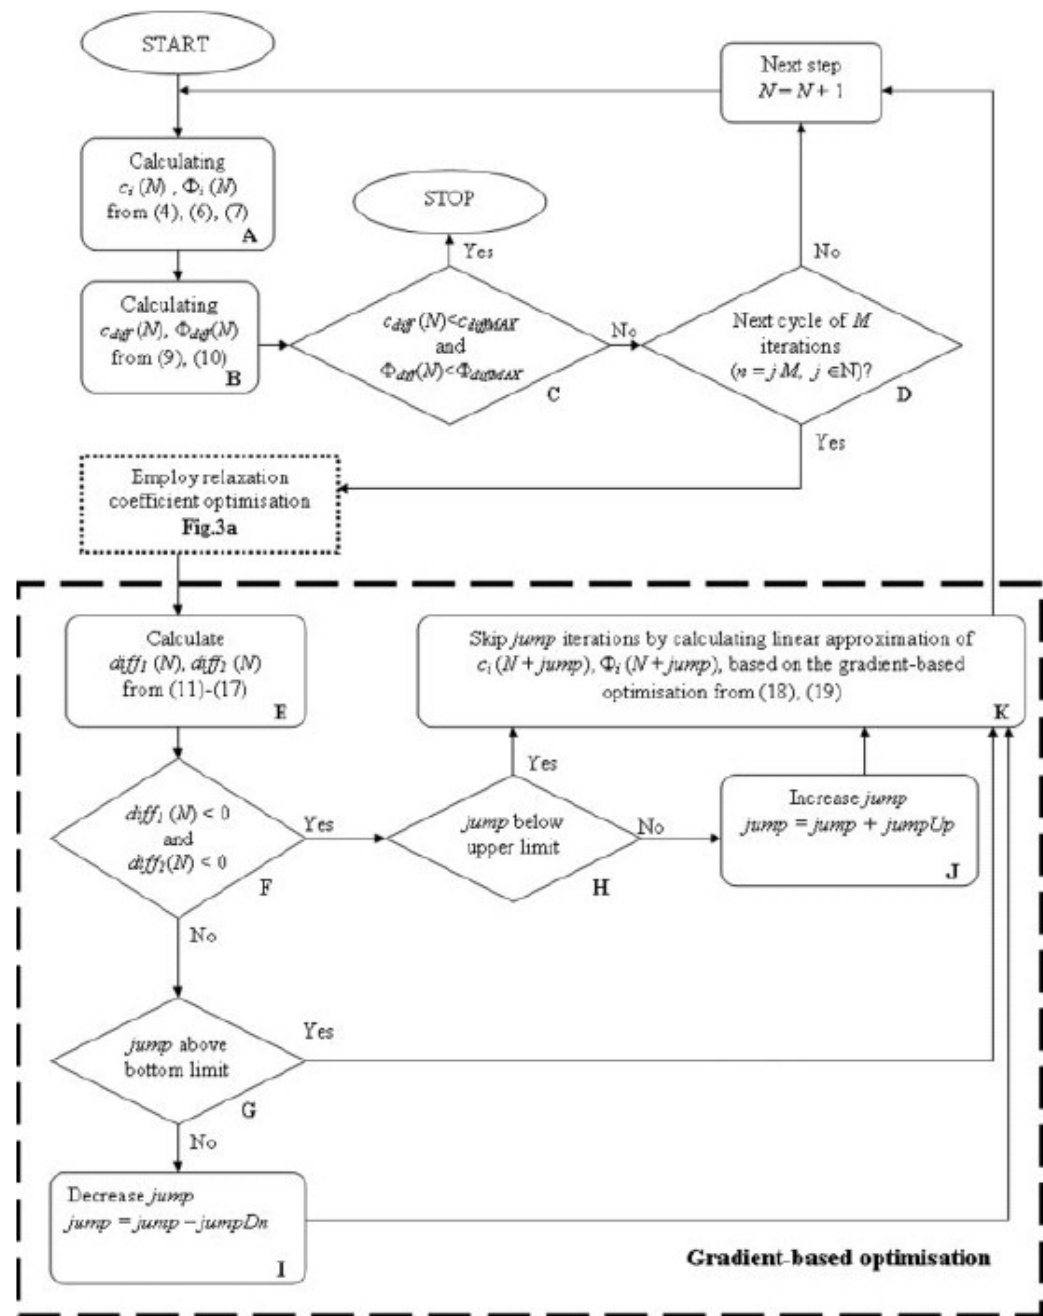 START
Next step
N = N + 1
Calculating
c_i (N) , Φ_i (N)
from (4), (6), (7)
A
STOP
Yes
No
Calculating
c_diff (N), Φ_diff(N)
from (9), (10)
B
c_diff (N)<c_diffMAX
and
Φ_diff(N)<Φ_diffMAX
C
No
Next cycle of M
iterations
(n = j M, j ∈N)?
D
Yes
Employ relaxation
coefficient optimisation
Fig.3a
Calculate
diff₁ (N), diff₂ (N)
from (11)-(17)
E
Skip jump iterations by calculating linear approximation of
c_i (N + jump), Φ_i (N + jump), based on the gradient-based
optimisation from (18), (19)
K
diff₁ (N) < 0
and
diff₂(N) < 0
F
Yes
Yes
jump below
upper limit
H
No
Increase jump
jump = jump + jumpUp
J
No
jump above
bottom limit
G
Yes
No
Decrease jump
jump = jump – jumpDn
I
Gradient-based optimisation